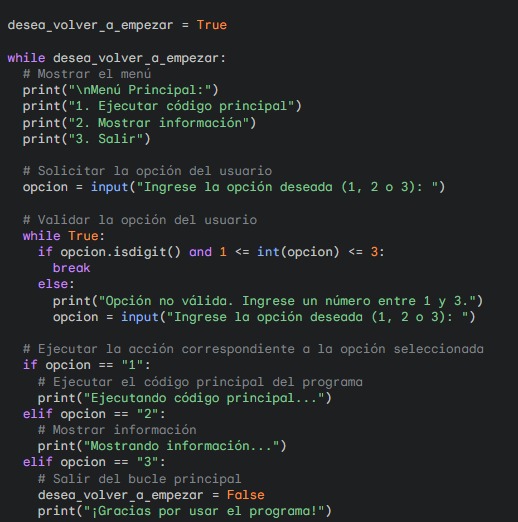 desea_volver_a_empezar = True

while desea_volver_a_empezar:
  # Mostrar el menú
  print("\nMenú Principal:")
  print("1. Ejecutar código principal")
  print("2. Mostrar información")
  print("3. Salir")

  # Solicitar la opción del usuario
  opcion = input("Ingrese la opción deseada (1, 2 o 3): ")

  # Validar la opción del usuario
  while True:
    if opcion.isdigit() and 1 <= int(opcion) <= 3:
      break
    else:
      print("Opción no válida. Ingrese un número entre 1 y 3.")
      opcion = input("Ingrese la opción deseada (1, 2 o 3): ")

  # Ejecutar la acción correspondiente a la opción seleccionada
  if opcion == "1":
    # Ejecutar el código principal del programa
    print("Ejecutando código principal...")
  elif opcion == "2":
    # Mostrar información
    print("Mostrando información...")
  elif opcion == "3":
    # Salir del bucle principal
    desea_volver_a_empezar = False
    print("¡Gracias por usar el programa!")